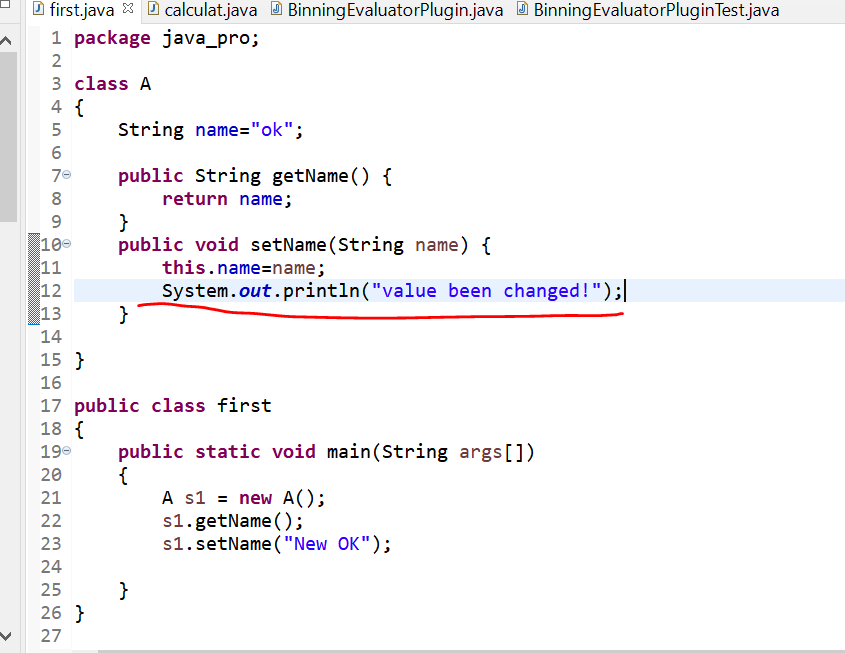 first.java calculat.java BinningEvaluatorPlugin.java BinningEvaluatorPluginTest.java
1 package java_pro;
2
3 class A
4 {
5 String name="ok";
6
7 public String getName() {
8 return name;
9 }
10 public void setName(String name) {
11 this.name=name;
12 System.out.println("value been changed!");
13 }
14
15 }
16
17 public class first
18 {
19 public static void main(String args[])
20 {
21 A s1 = new A();
22 s1.getName();
23 s1.setName("New OK");
24
25 }
26 }
27